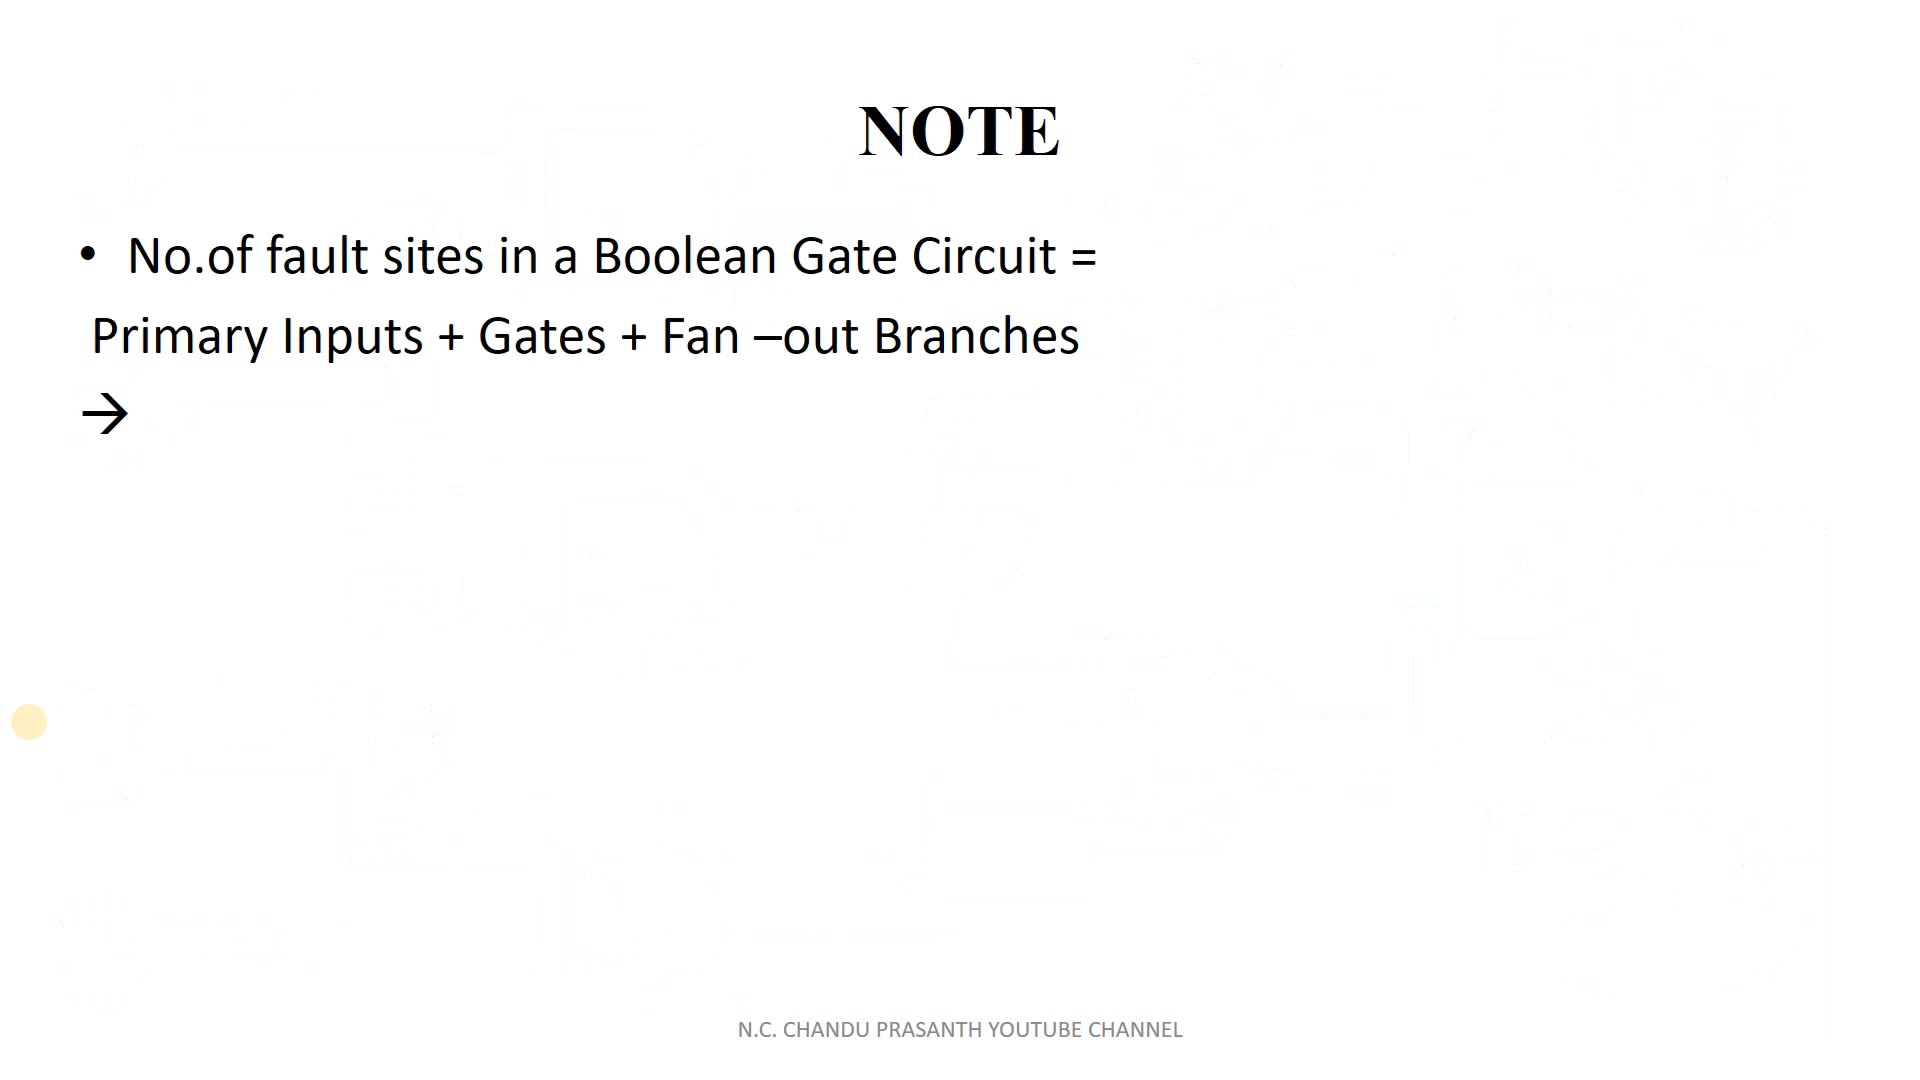 NOTE
• No.of fault sites in a Boolean Gate Circuit =
Primary Inputs + Gates + Fan –out Branches
→
N.C. CHANDU PRASANTH YOUTUBE CHANNEL